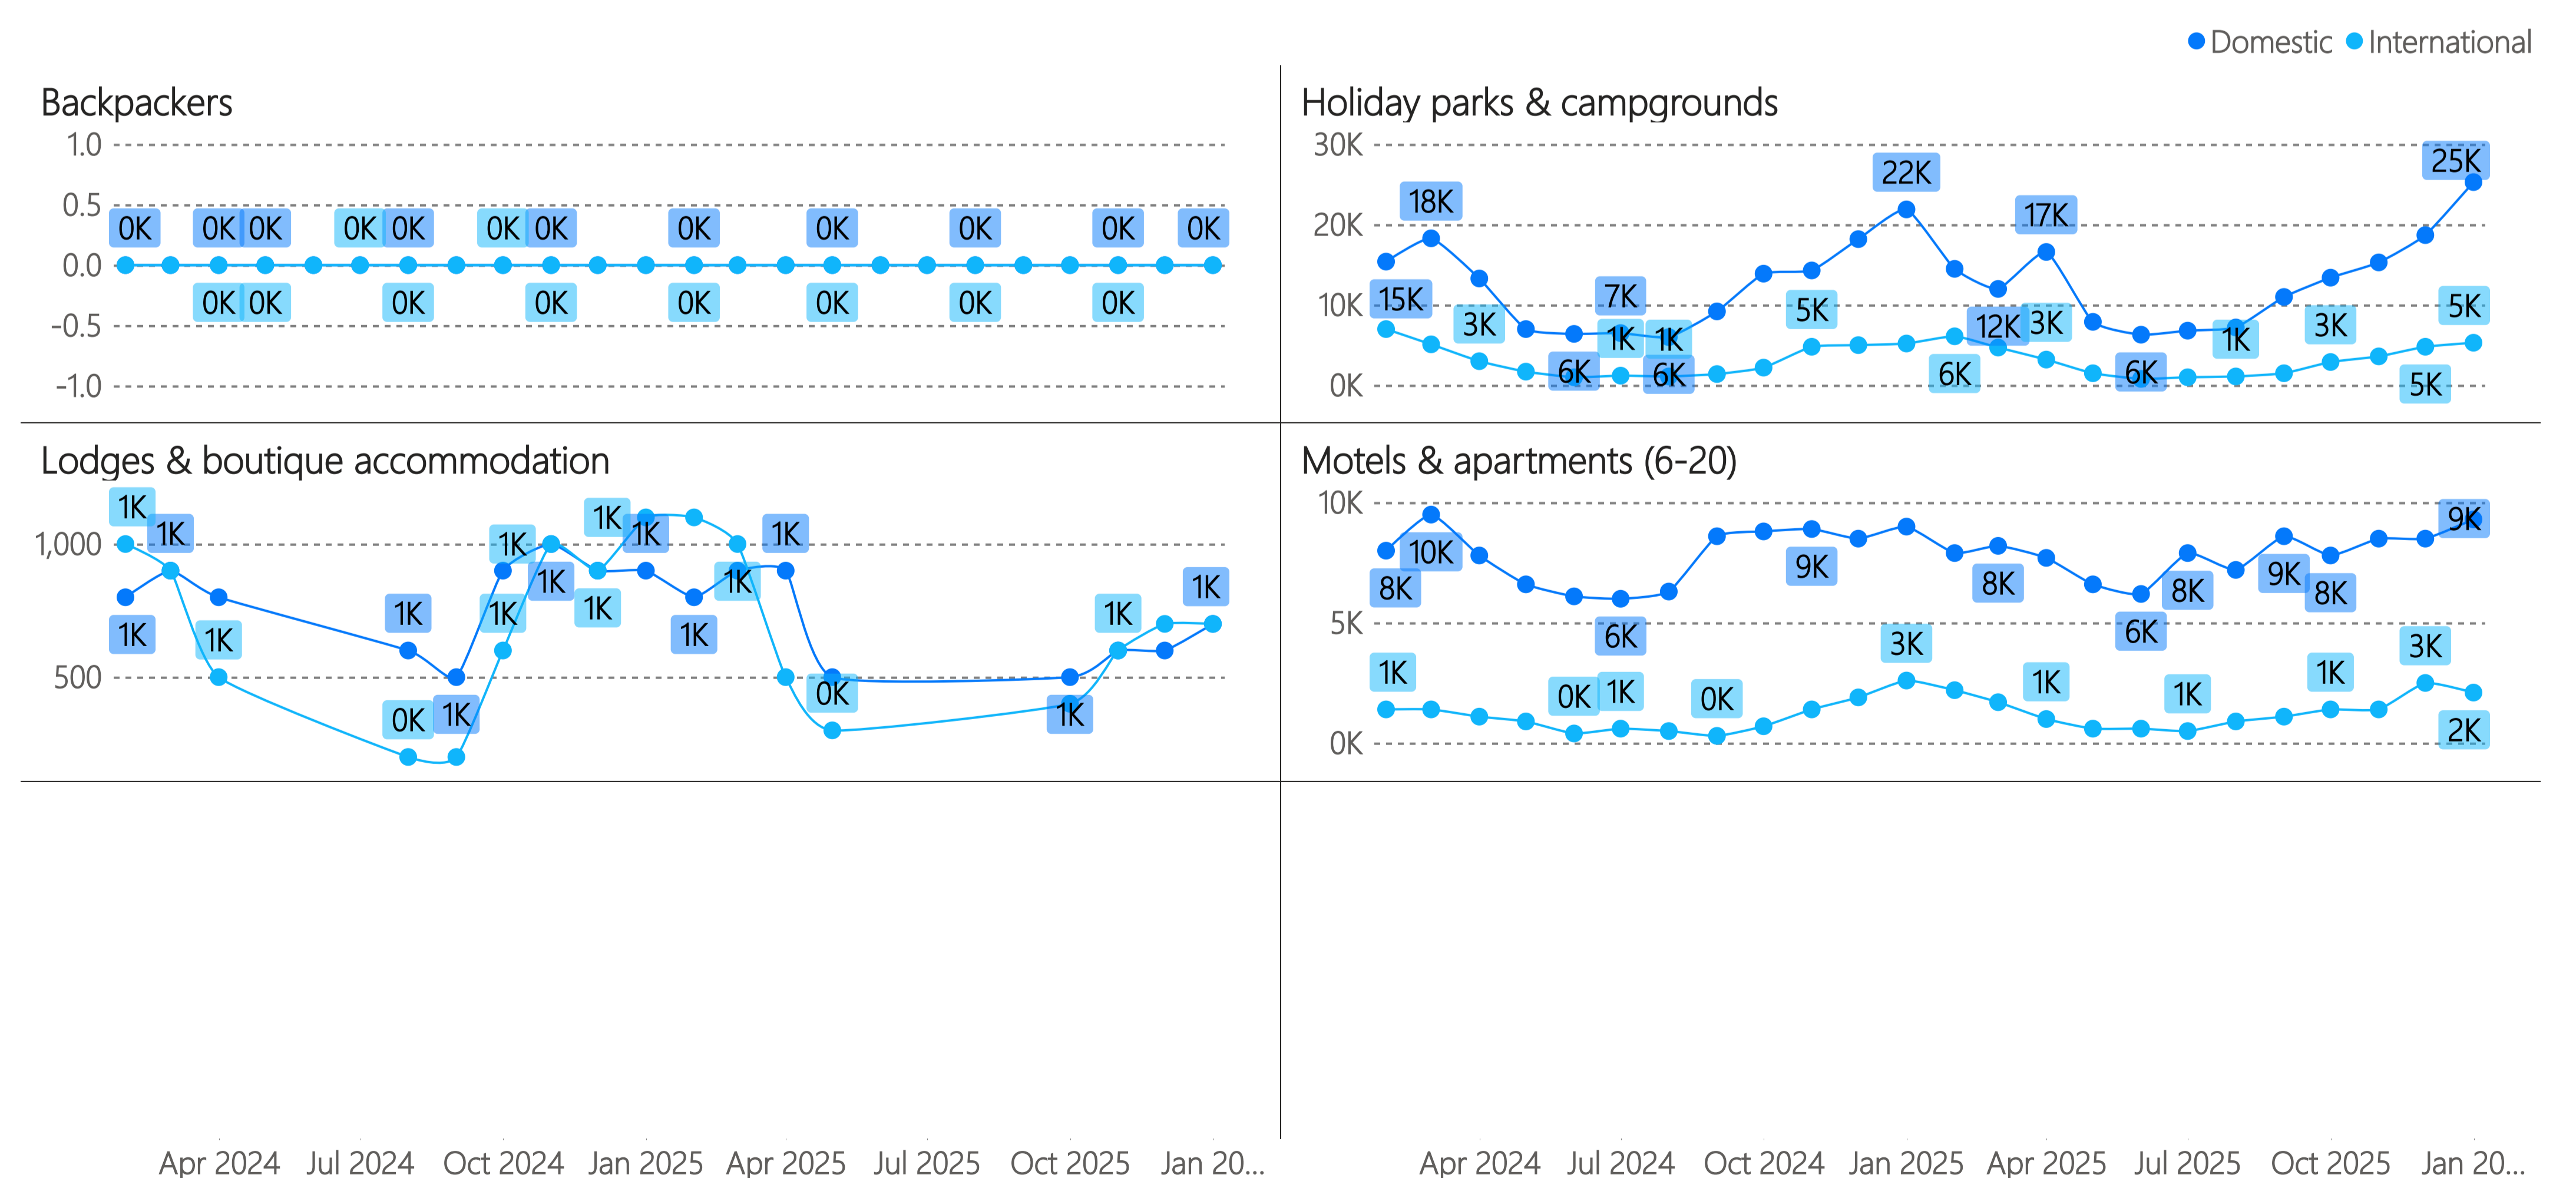 Domestic International
Backpackers
1.0
0.5
0K 0K 0K 0K 0K 0K 0K 0K 0K 0K 0K 0K
0.0
0K 0K 0K 0K 0K 0K 0K 0K
-0.5
-1.0
Holiday parks & campgrounds
30K
25K
22K
18K
17K
20K
7K
15K
10K
5K
5K
3K
3K
3K
12K
1K
1K
1K
6K
6K
6K
6K
0K
5K
Lodges & boutique accommodation
1K
1K
1K
1K
1K
1K
1,000
1K
1K
1K
1K
1K
1K
1K
1K
1K
1K
1K
500
0K
0K
1K
1K
Motels & apartments (6-20)
10K
9K
10K
9K
8K
8K
8K
9K
8K
5K
6K
6K
3K
3K
1K
1K
1K
1K
1K
0K
0K
2K
0K
Apr 2024 Jul 2024 Oct 2024 Jan 2025 Apr 2025 Jul 2025 Oct 2025 Jan 20...
Apr 2024 Jul 2024 Oct 2024 Jan 2025 Apr 2025 Jul 2025 Oct 2025 Jan 20...